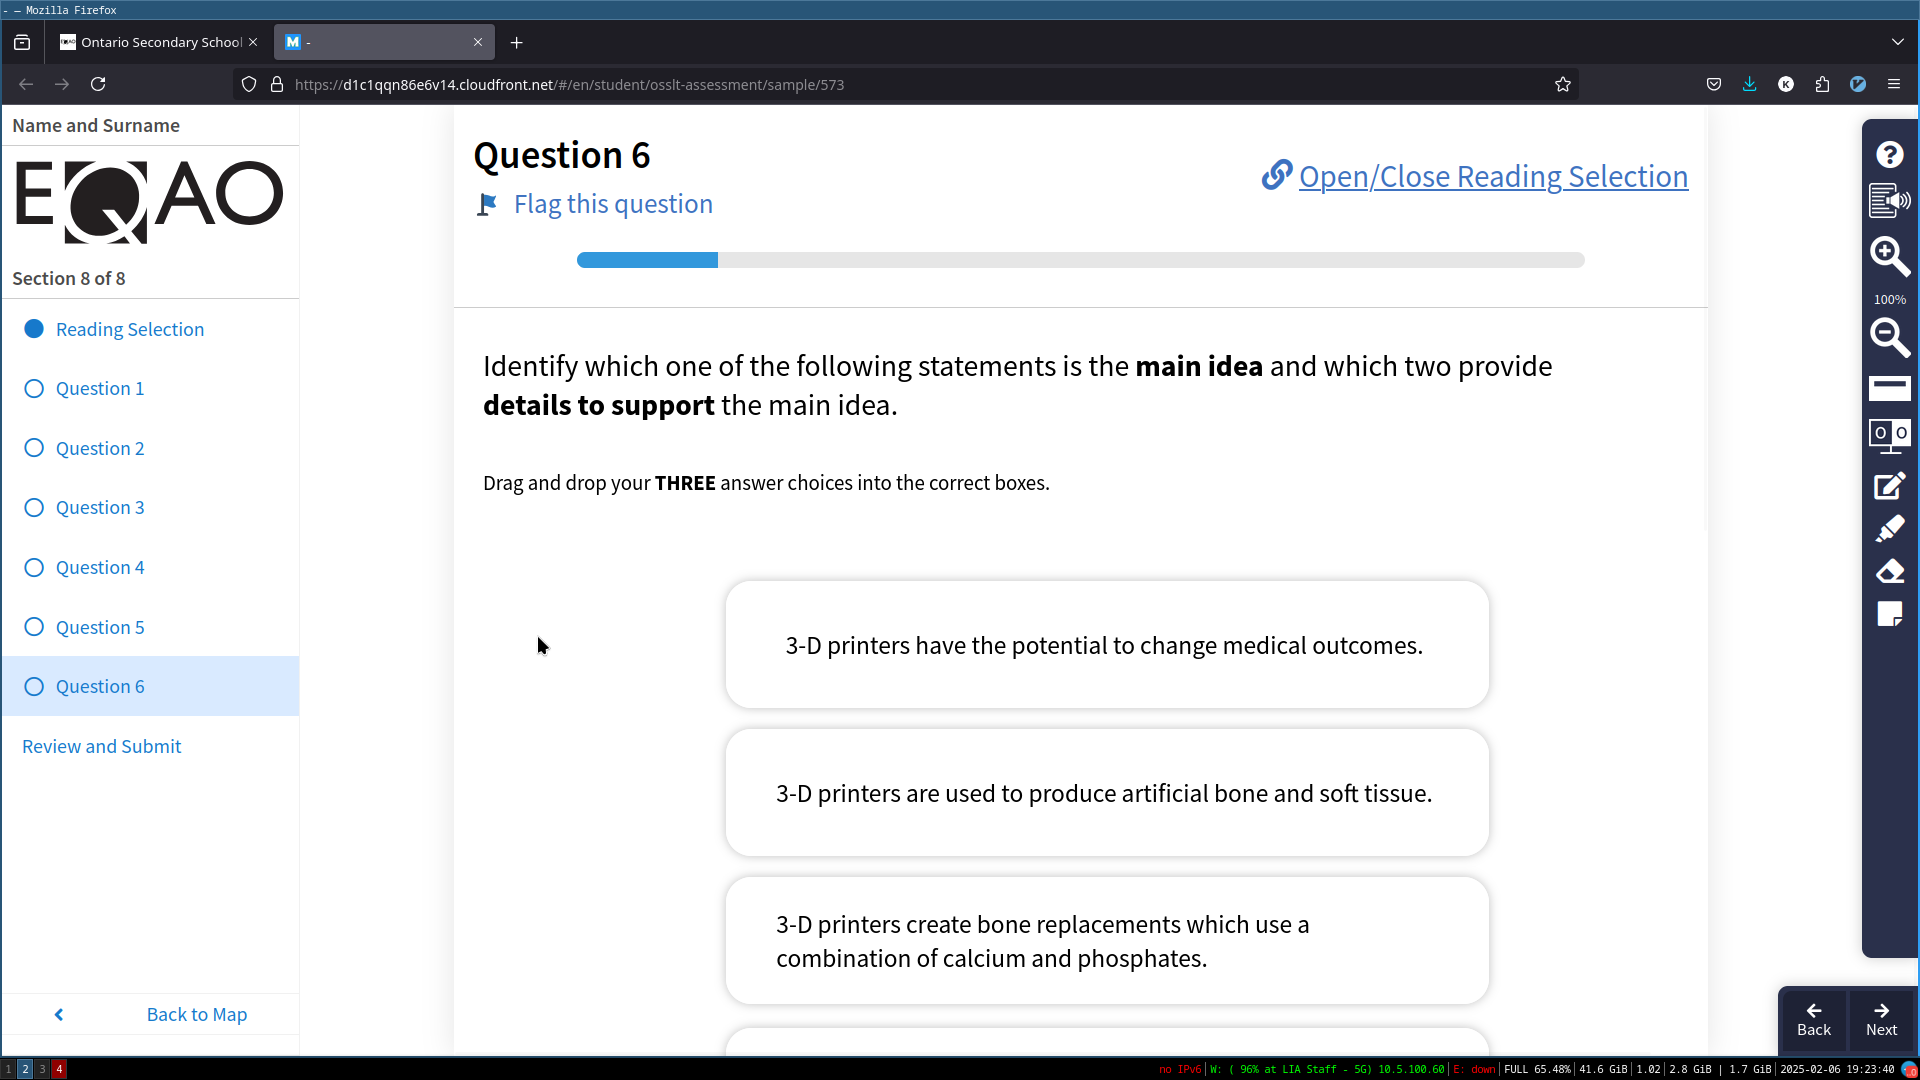 - — Mozilla Firefox
EQAO Ontario Secondary School
M -
https://d1c1qqn86e6v14.cloudfront.net/#/en/student/osslt-assessment/sample/573
K
Name and Surname
EQAO
Section 8 of 8
Reading Selection
Question 1
Question 2
Question 3
Question 4
Question 5
Question 6
Review and Submit
Back to Map
Question 6
Flag this question
Open/Close Reading Selection
Identify which one of the following statements is the main idea and which two provide
details to support the main idea.
Drag and drop your THREE answer choices into the correct boxes.
3-D printers have the potential to change medical outcomes.
3-D printers are used to produce artificial bone and soft tissue.
3-D printers create bone replacements which use a
combination of calcium and phosphates.
?
100%
O O
Back
Next
1 2 3 4
no IPv6|W: ( 96% at LIA Staff - 5G) 10.5.100.60|E: down|FULL 65.48%|41.6 GiB|1.02|2.8 GiB | 1.7 GiB|2025-02-06 19:23:40